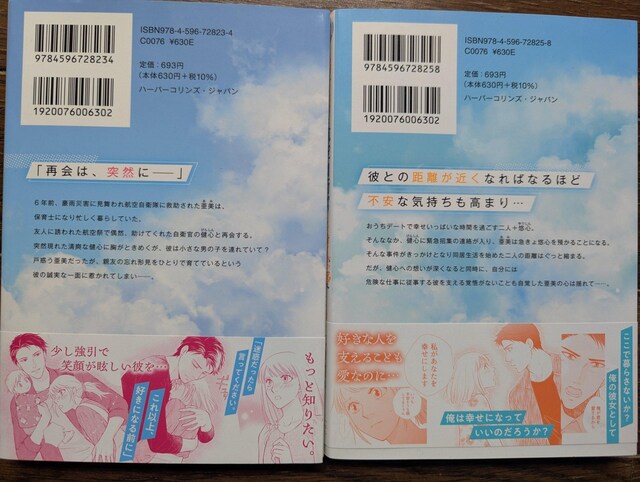 ISBN978-4-596-72823-4
C0076 ¥630E
定価：693円
（本体630円＋税10%）
ハーパーコリンズ・ジャパン
9784596728234
1920076006302
「再会は、突然に──」
6年前、豪雨災害に見舞われ航空自衛隊に救助された亜美は、
保育士になり忙しく暮らしていた。
友人に誘われた航空祭で偶然、助けてくれた自衛官の健心と再会する。
突然現れた清爽な健心に胸がときめくが、彼は小さな男の子を連れていて？
戸惑う亜美だったが、親友の忘れ形見をひとりで育てているという
彼の誠実な一面に惹かれてしまい──。
少し強引で
笑顔が眩しい彼を…
これ以上、
好きになる前に
「迷惑だったら
言ってください。」
もっと知りたい。
ISBN978-4-596-72825-8
C0076 ¥630E
定価：693円
（本体630円＋税10%）
ハーパーコリンズ・ジャパン
9784596728258
1920076006302
彼との距離が近くなればなるほど
不安な気持ちも高まり…
おうちデートで幸せいっぱいな時間を過ごす二人＋悠心。
そんななか、健心に緊急招集の連絡が入り、亜美は急きょ悠心を預かることになる。
そんな事件がきっかけとなり同居生活を始めた二人の距離はぐっと縮まる。
だが、健心への想いが深くなると同時に、自分には
危険な仕事に従事する彼を支える覚悟がないことも自覚した亜美の心は揺れて──。
好きな人を
支えることも
愛なのに…
私があなたを
幸せにします
俺は幸せになって
いいのだろうか？
ここで暮らさないか？
俺の彼女として